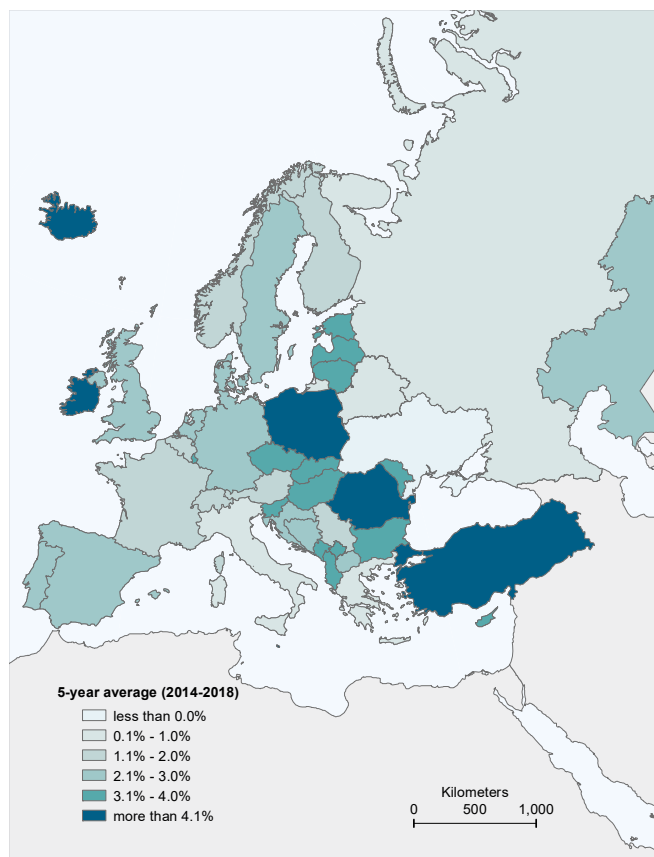 5-year average (2014-2018)
less than 0.0%
0.1% - 1.0%
1.1% - 2.0%
2.1% - 3.0%
3.1% - 4.0%
more than 4.1%
Kilometers
0 500 1,000